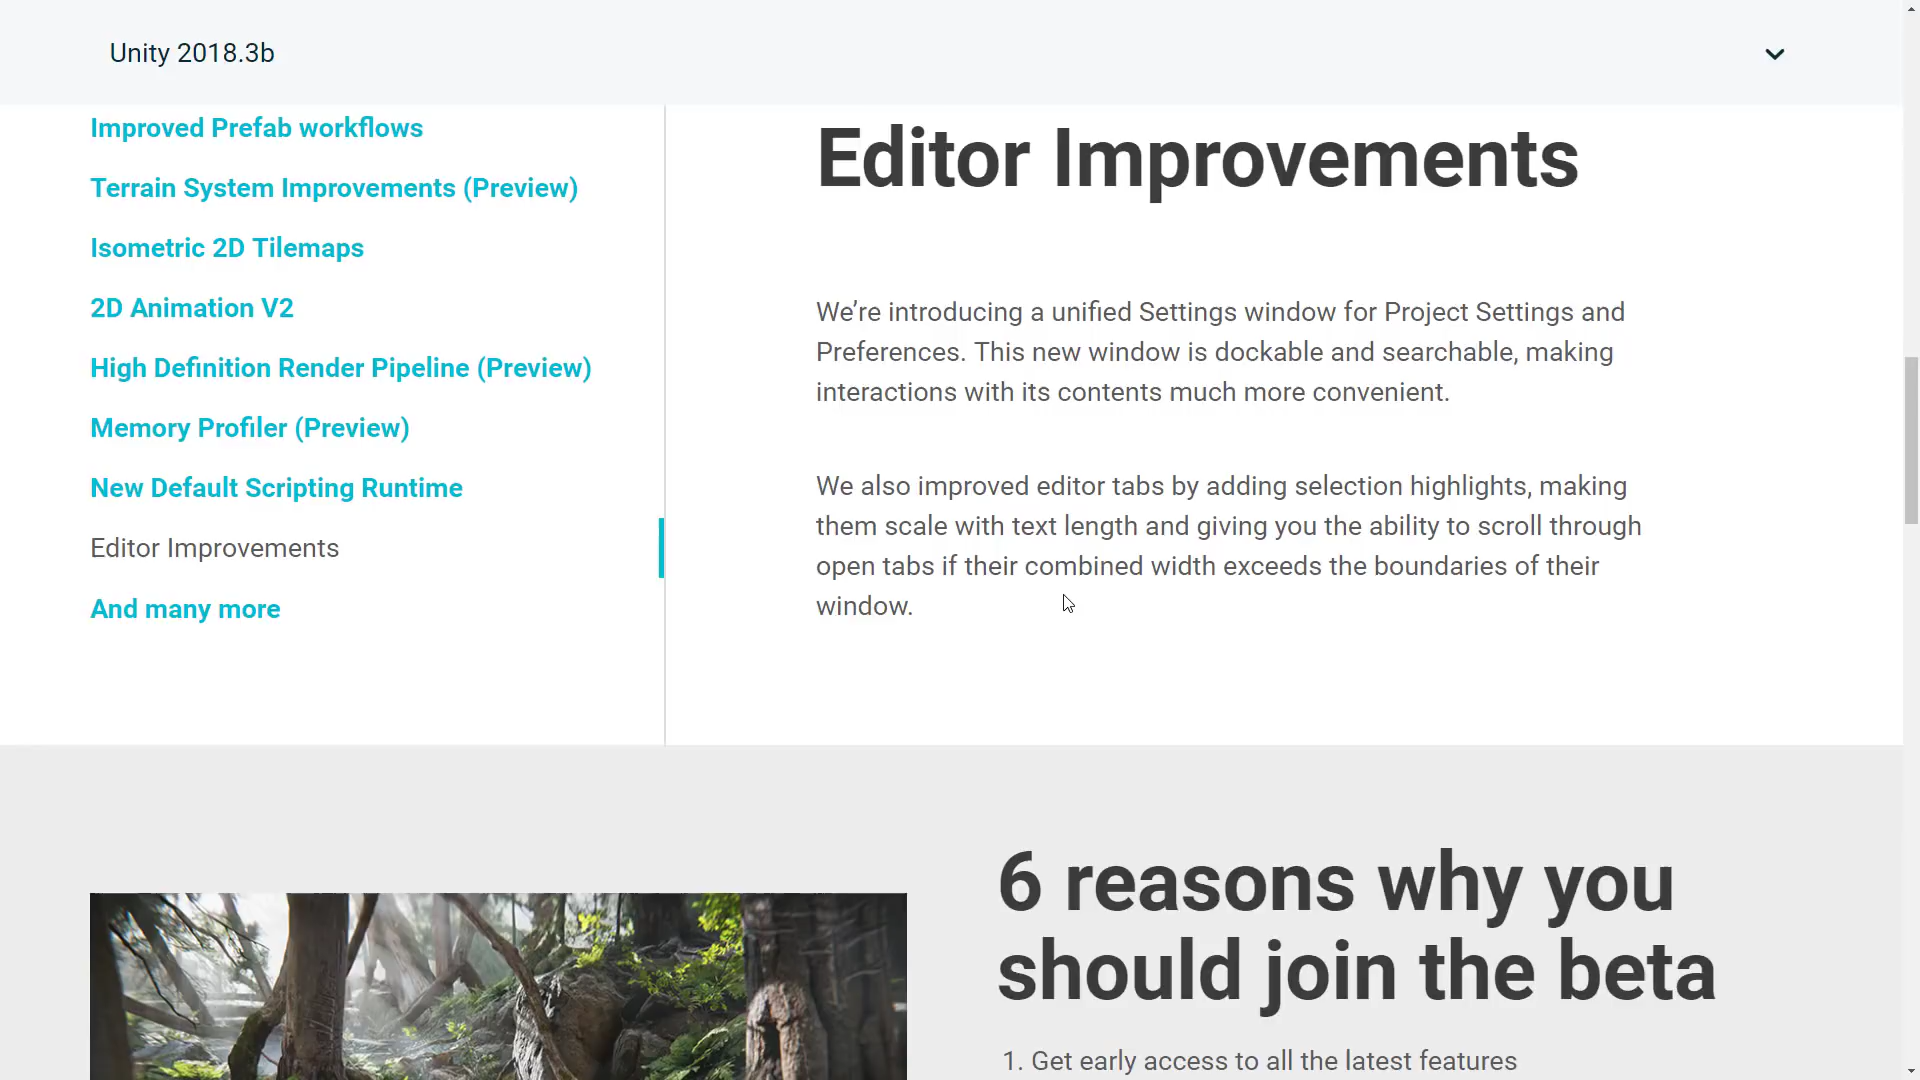 Unity 2018.3b
Improved Prefab workflows
Terrain System Improvements (Preview)
Isometric 2D Tilemaps
2D Animation V2
High Definition Render Pipeline (Preview)
Memory Profiler (Preview)
New Default Scripting Runtime
Editor Improvements
And many more
Editor Improvements
We’re introducing a unified Settings window for Project Settings and
Preferences. This new window is dockable and searchable, making
interactions with its contents much more convenient.
We also improved editor tabs by adding selection highlights, making
them scale with text length and giving you the ability to scroll through
open tabs if their combined width exceeds the boundaries of their
window.
6 reasons why you
should join the beta
1. Get early access to all the latest features